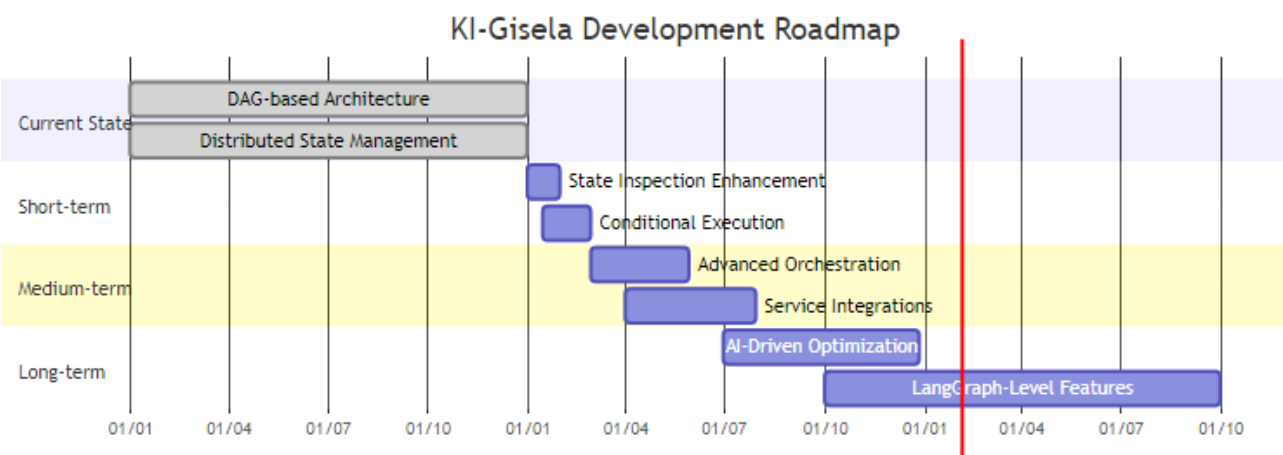 KI-Gisela Development Roadmap
DAG-based Architecture
Current State
Distributed State Management
State Inspection Enhancement
Short-term
Conditional Execution
Advanced Orchestration
Medium-term
Service Integrations
AI-Driven Optimization
Long-term
LangGraph-Level Features
01/01 01/04 01/07 01/10 01/01 01/04 01/07 01/10 01/01 01/04 01/07 01/10